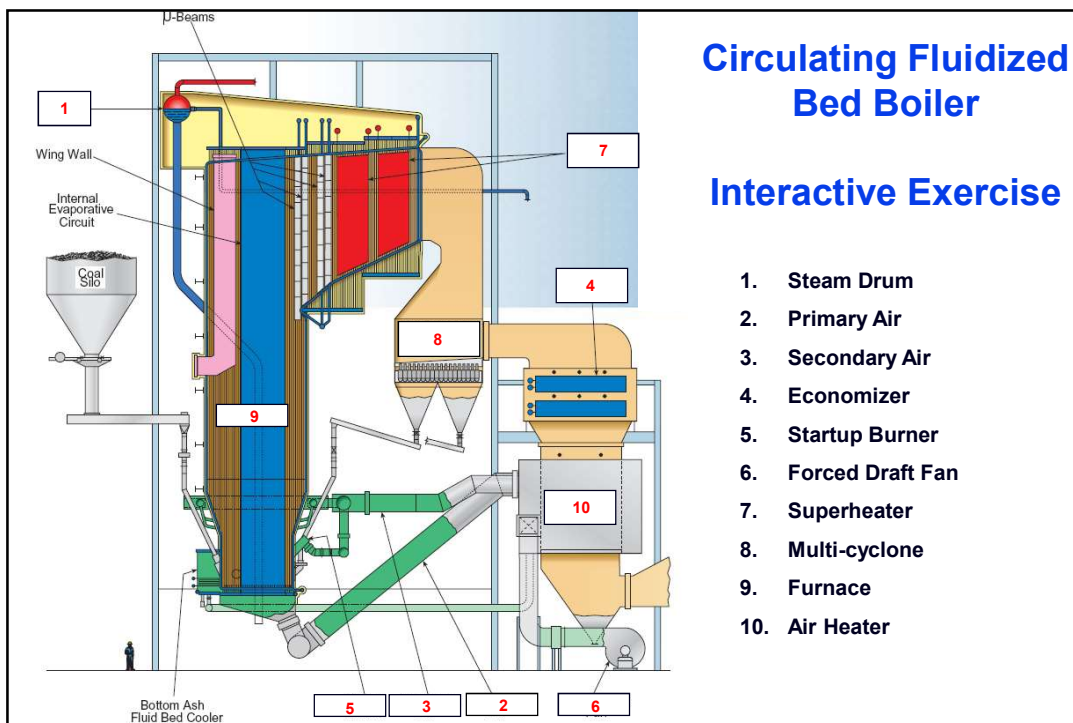 μ-Beams
Circulating Fluidized
Bed Boiler
Interactive Exercise
1
Wing Wall
7
Internal
Evaporative
Circuit
Coal
Silo
4
8
9
10
1. Steam Drum
2. Primary Air
3. Secondary Air
4. Economizer
5. Startup Burner
6. Forced Draft Fan
7. Superheater
8. Multi-cyclone
9. Furnace
10. Air Heater
Bottom Ash
Fluid Bed Cooler
5
3
2
6